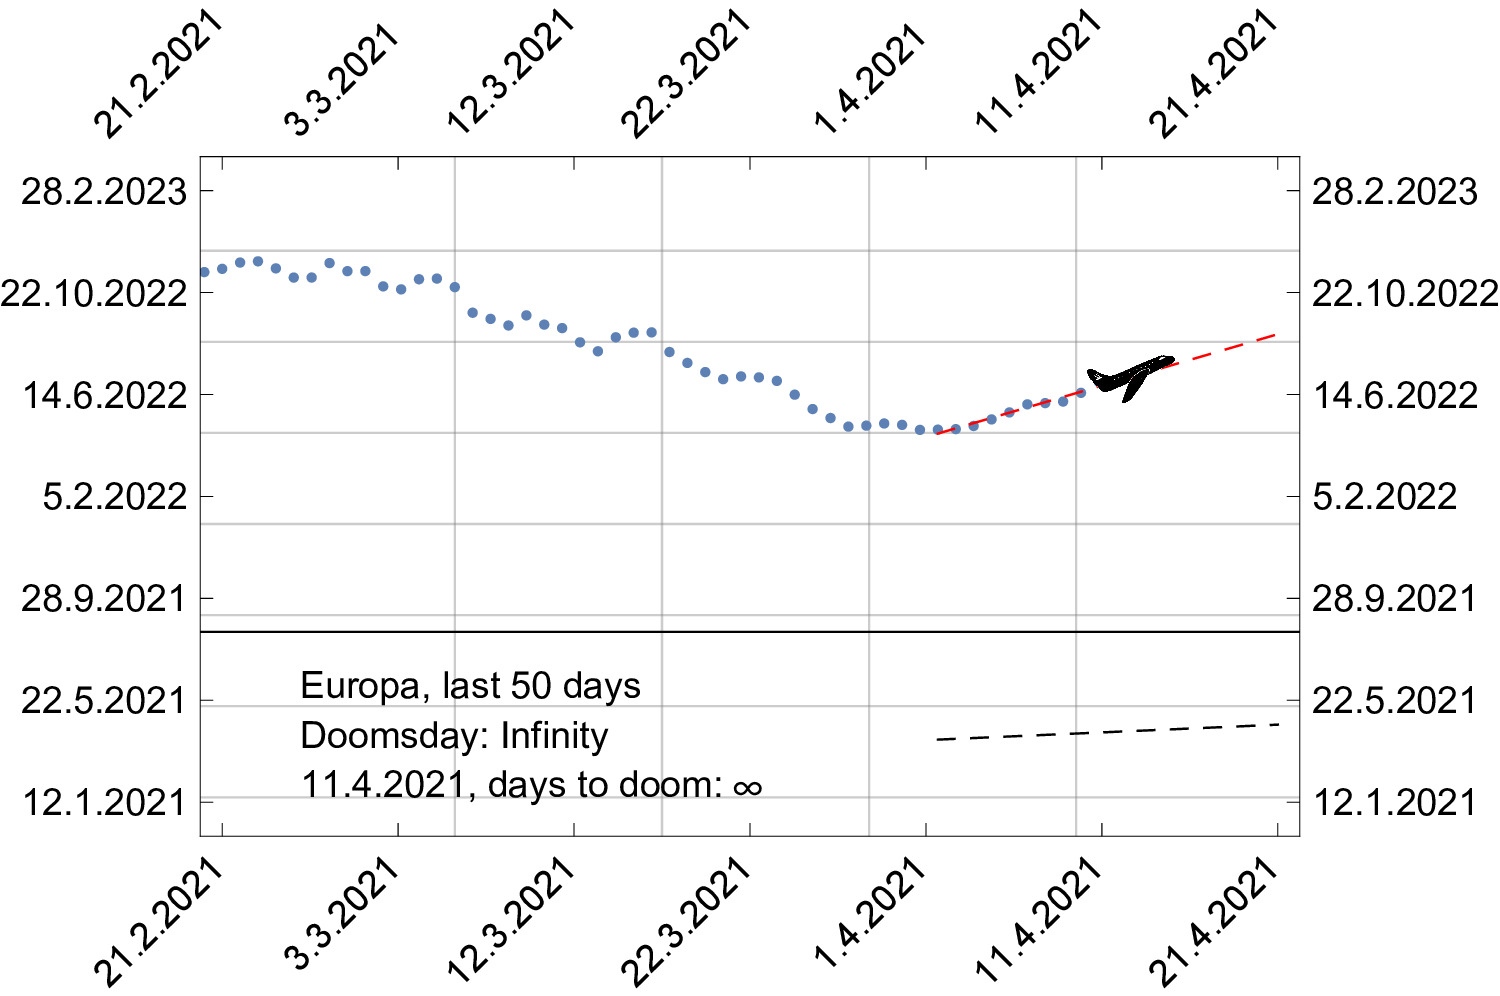 21.2.2021 3.3.2021 12.3.2021 22.3.2021 1.4.2021 11.4.2021 21.4.2021
28.2.2023 28.2.2023
22.10.2022 22.10.2022
14.6.2022 14.6.2022
5.2.2022 5.2.2022
28.9.2021 28.9.2021
22.5.2021 22.5.2021
Europa, last 50 days
Doomsday: Infinity
11.4.2021, days to doom: ∞
12.1.2021 12.1.2021
21.2.2021 3.3.2021 12.3.2021 22.3.2021 1.4.2021 11.4.2021 21.4.2021